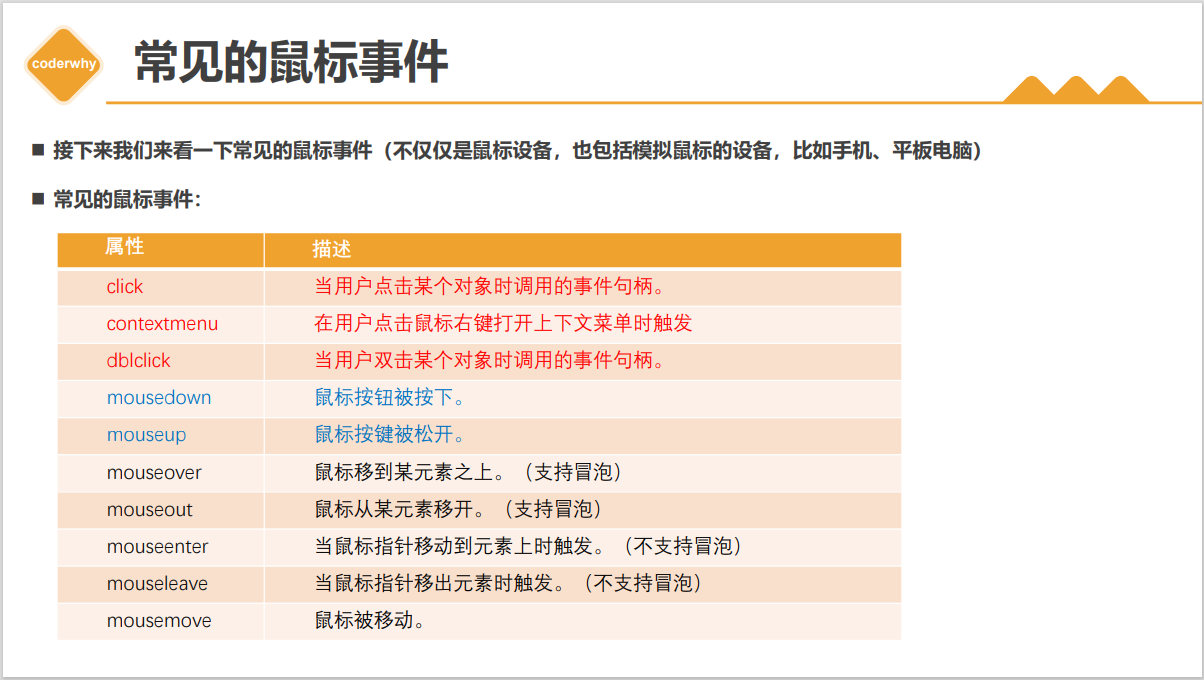 coderwhy
常见的鼠标事件
接下来我们来看一下常见的鼠标事件（不仅仅是鼠标设备，也包括模拟鼠标的设备，比如手机、平板电脑）
常见的鼠标事件：
属性 描述
click 当用户点击某个对象时调用的事件句柄。
contextmenu 在用户点击鼠标右键打开上下文菜单时触发
dblclick 当用户双击某个对象时调用的事件句柄。
mousedown 鼠标按钮被按下。
mouseup 鼠标按键被松开。
mouseover 鼠标移到某元素之上。（支持冒泡）
mouseout 鼠标从某元素移开。（支持冒泡）
mouseenter 当鼠标指针移动到元素上时触发。（不支持冒泡）
mouseleave 当鼠标指针移出元素时触发。（不支持冒泡）
mousemove 鼠标被移动。